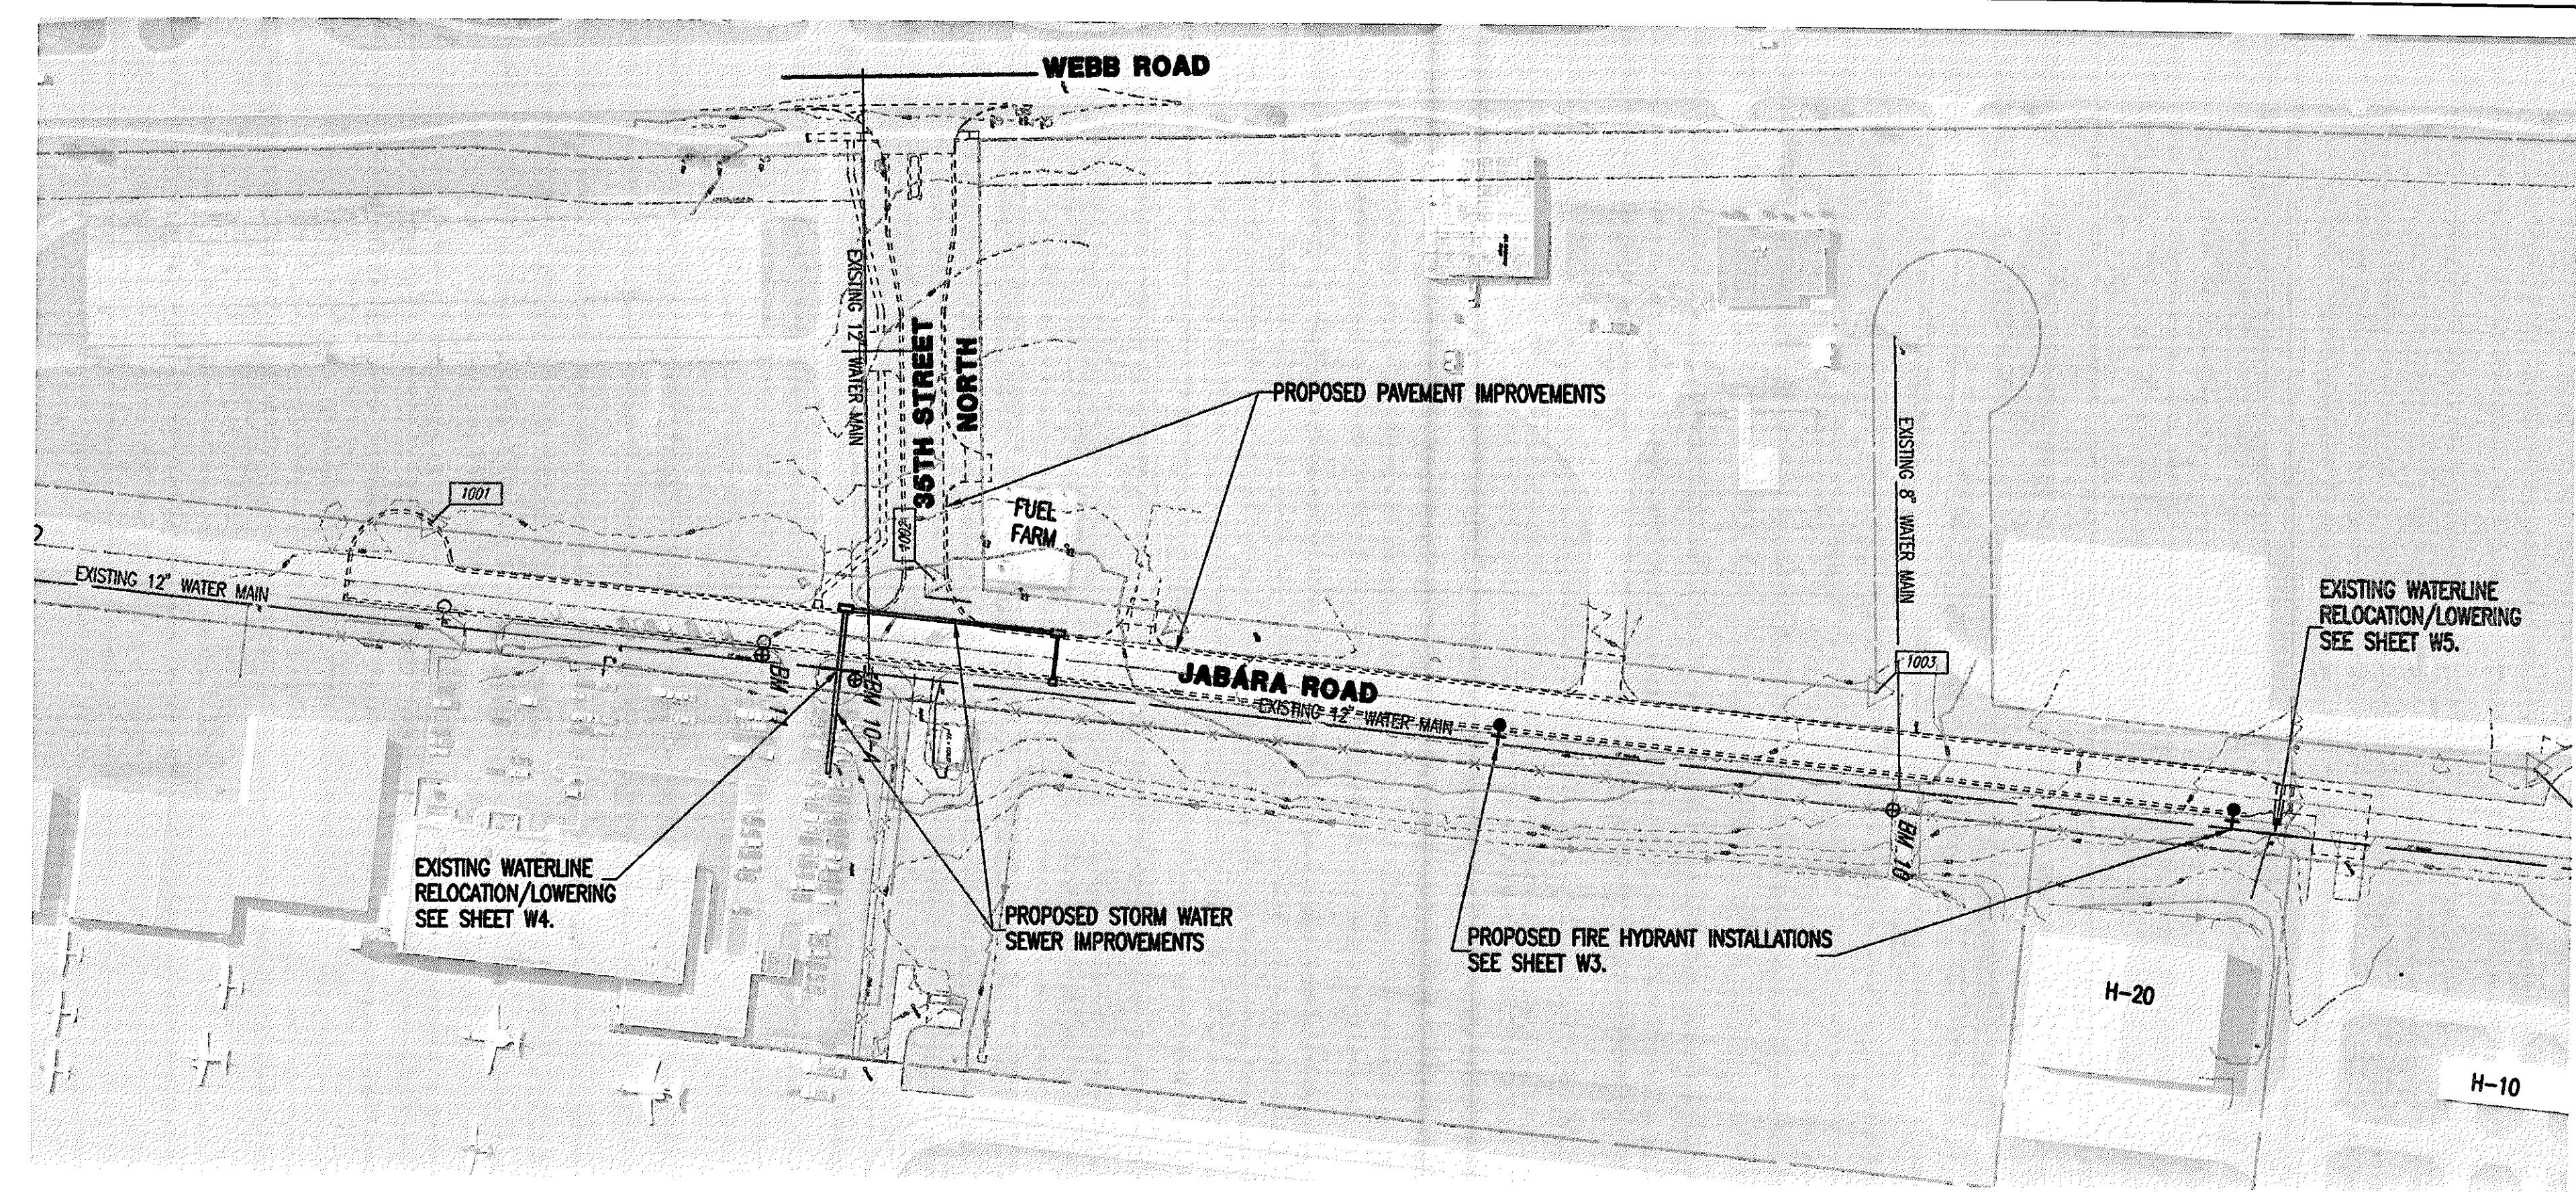 WEBB ROAD
EXISTING 12" WATER MAIN
35TH STREET
NORTH
PROPOSED PAVEMENT IMPROVEMENTS
EXISTING 8" WATER MAIN
1001
1002
FUEL
FARM
EXISTING 12" WATER MAIN
1003
EXISTING WATERLINE
RELOCATION/LOWERING
SEE SHEET W5.
BM 11
BM 10-A
JABARA ROAD
EXISTING 12" WATER MAIN
BM 10
EXISTING WATERLINE
RELOCATION/LOWERING
SEE SHEET W4.
PROPOSED STORM WATER
SEWER IMPROVEMENTS
PROPOSED FIRE HYDRANT INSTALLATIONS
SEE SHEET W3.
H-20
H-10